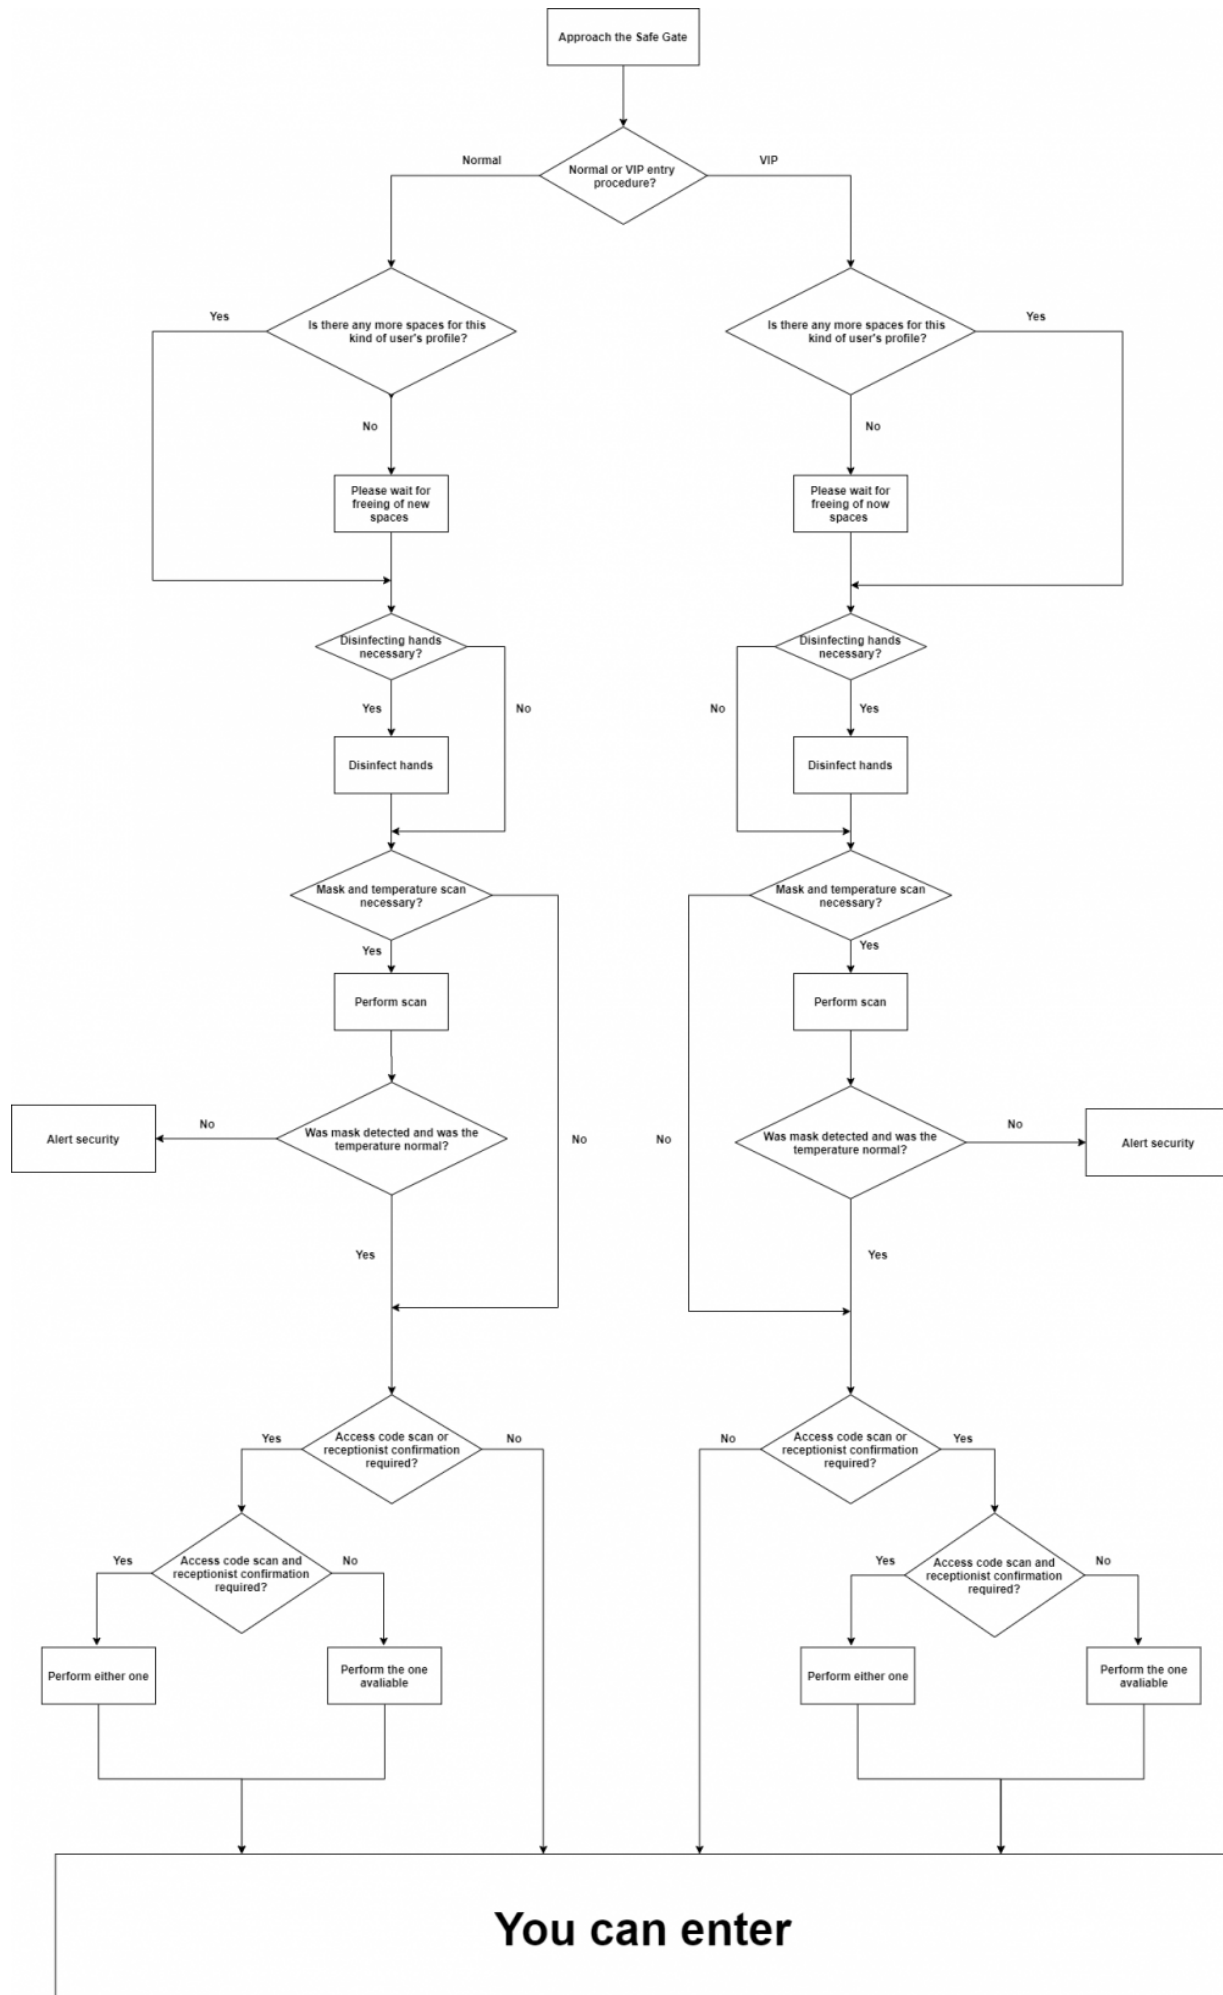 Approach the Safe Gate
Normal
VIP
Normal or VIP entry
procedure?
Yes
Is there any more spaces for this
kind of user's profile?
Is there any more spaces for this
kind of user's profile?
Yes
No
No
Please wait for
freeing of new
spaces
Please wait for
freeing of now
spaces
Disinfecting hands
necessary?
Disinfecting hands
necessary?
Yes
No
No
Yes
Disinfect hands
Disinfect hands
Mask and temperature scan
necessary?
Mask and temperature scan
necessary?
Yes
Yes
Perform scan
Perform scan
Alert security
No
Was mask detected and was the
temperature normal?
No
No
Was mask detected and was the
temperature normal?
No
Alert security
Yes
Yes
Yes
Access code scan or
receptionist confirmation
required?
No
No
Access code scan or
receptionist confirmation
required?
Yes
Yes
Access code scan and
receptionist confirmation
required?
No
Yes
Access code scan and
receptionist confirmation
required?
No
Perform either one
Perform the one
avaliable
Perform either one
Perform the one
avaliable
You can enter